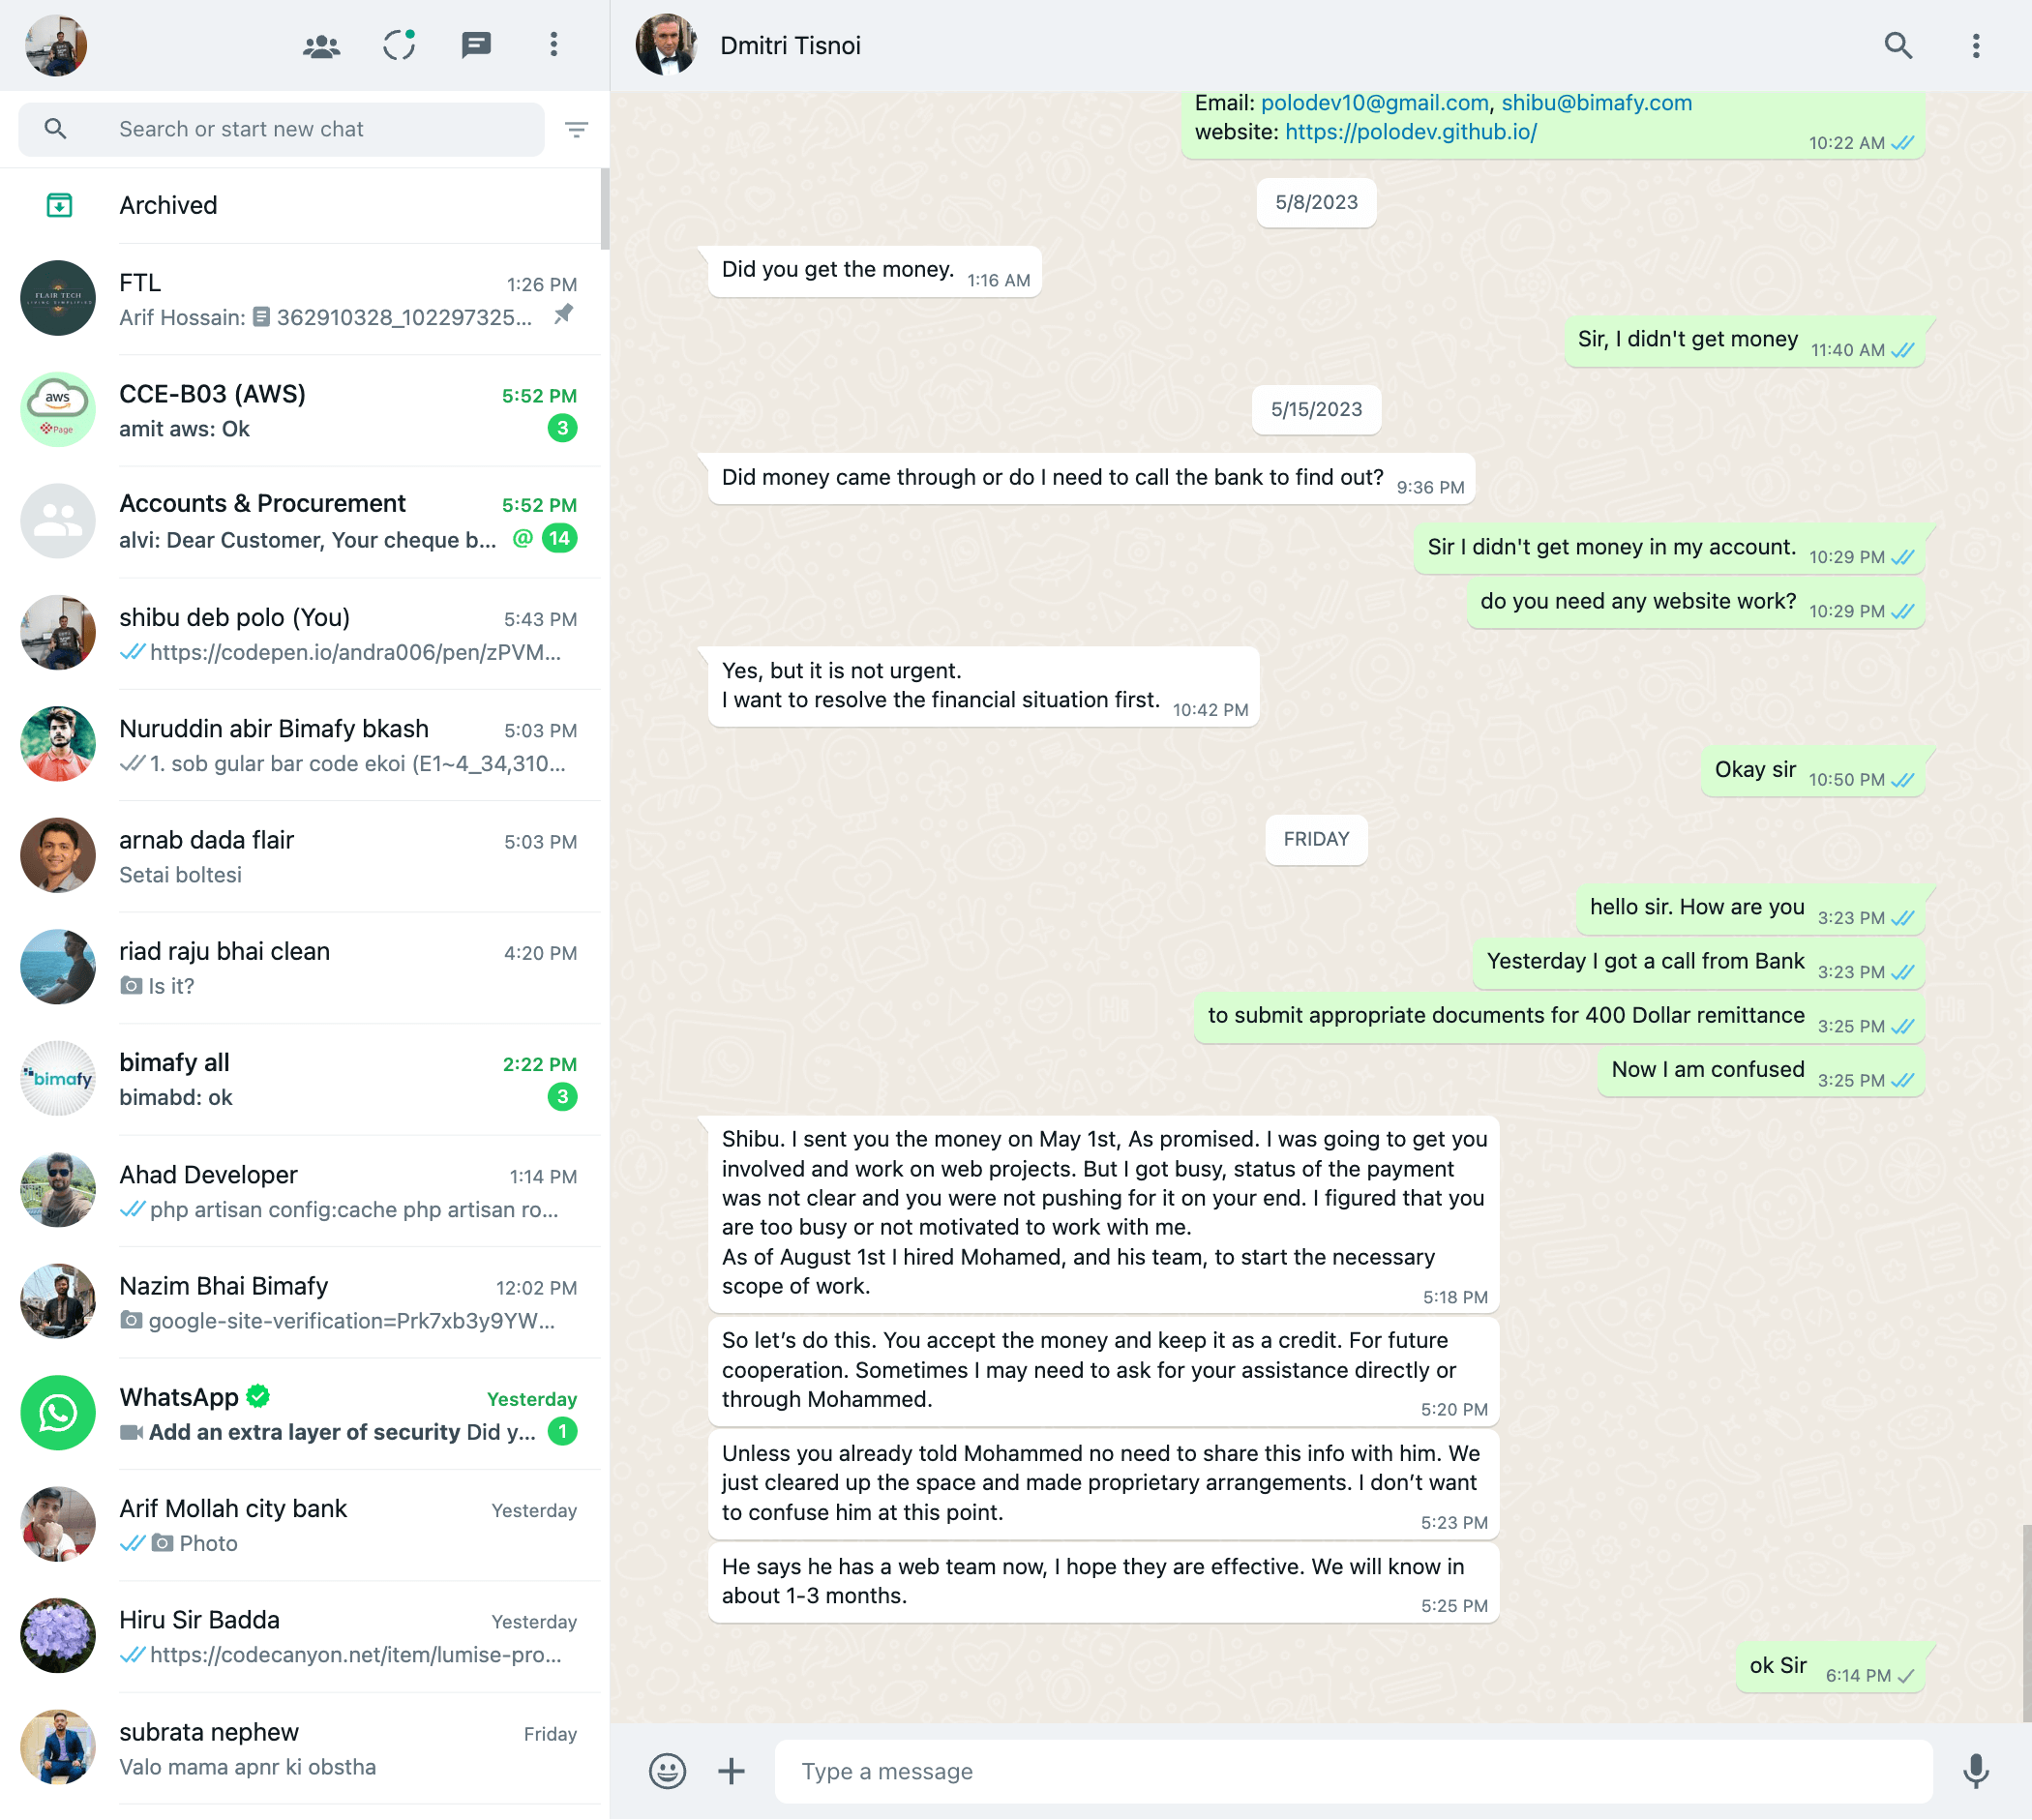 Search or start new chat
Archived
FTL
1:26 PM
Arif Hossain: 362910328_102297325...
FLAIR TECH
CCE-B03 (AWS)
5:52 PM
amit aws: Ok
3
aws
Page
Accounts & Procurement
5:52 PM
alvi: Dear Customer, Your cheque b...
@ 14
shibu deb polo (You)
5:43 PM
https://codepen.io/andra006/pen/zPVM...
Nuruddin abir Bimafy bkash
5:03 PM
1. sob gular bar code ekoi (E1~4_34,310...
arnab dada flair
5:03 PM
Setai boltesi
riad raju bhai clean
4:20 PM
Is it?
bimafy all
2:22 PM
bimabd: ok
3
bimafy
Ahad Developer
1:14 PM
php artisan config:cache php artisan ro...
Nazim Bhai Bimafy
12:02 PM
google-site-verification=Prk7xb3y9YW...
WhatsApp
Yesterday
Add an extra layer of security Did y...
1
Arif Mollah city bank
Yesterday
Photo
Hiru Sir Badda
Yesterday
https://codecanyon.net/item/lumise-pro...
subrata nephew
Friday
Valo mama apnr ki obstha
Dmitri Tisnoi
Email: polodev10@gmail.com, shibu@bimafy.com
website: https://polodev.github.io/
10:22 AM
5/8/2023
Did you get the money.
1:16 AM
Sir, I didn't get money
11:40 AM
5/15/2023
Did money came through or do I need to call the bank to find out?
9:36 PM
Sir I didn't get money in my account.
10:29 PM
do you need any website work?
10:29 PM
Yes, but it is not urgent.
I want to resolve the financial situation first.
10:42 PM
Okay sir
10:50 PM
FRIDAY
hello sir. How are you
3:23 PM
Yesterday I got a call from Bank
3:23 PM
to submit appropriate documents for 400 Dollar remittance
3:25 PM
Now I am confused
3:25 PM
Shibu. I sent you the money on May 1st, As promised. I was going to get you
involved and work on web projects. But I got busy, status of the payment
was not clear and you were not pushing for it on your end. I figured that you
are too busy or not motivated to work with me.
As of August 1st I hired Mohamed, and his team, to start the necessary
scope of work.
5:18 PM
So let’s do this. You accept the money and keep it as a credit. For future
cooperation. Sometimes I may need to ask for your assistance directly or
through Mohammed.
5:20 PM
Unless you already told Mohammed no need to share this info with him. We
just cleared up the space and made proprietary arrangements. I don’t want
to confuse him at this point.
5:23 PM
He says he has a web team now, I hope they are effective. We will know in
about 1-3 months.
5:25 PM
ok Sir
6:14 PM
Type a message